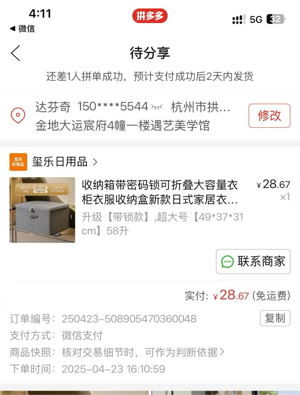 4:11
拼多多
5G 32
微信
待分享
还差1人拼单成功，预计支付成功后2天内发货
达芬奇 150****5544 杭州市拱...
金地大运宸府4幢一楼遇艺美学馆
修改
玺乐日用品
收纳箱带密码锁可折叠大容量衣 ¥28.67
柜衣服收纳盒新款日式家居衣... ×1
升级【带锁款】,超大号【49*37*31
cm】58升
联系商家
实付: ¥28.67 (免运费)
订单编号: 250423-508905470360048 复制
支付方式: 微信支付
商品快照: 核对交易细节时，可作为判断依据
下单时间: 2025-04-23 16:10:59